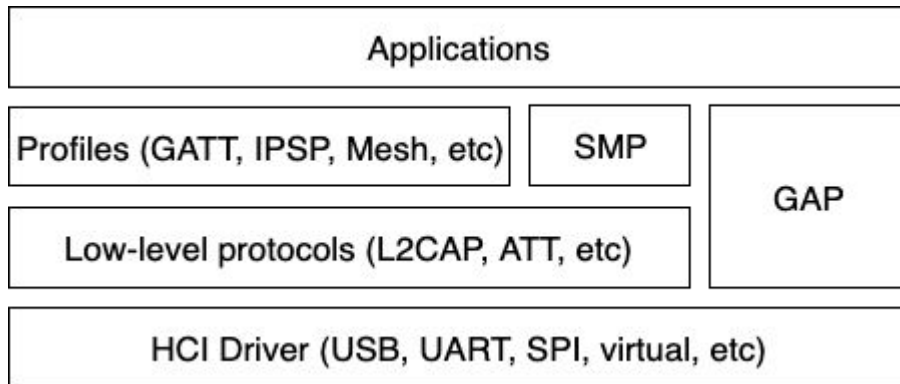 Applications
Profiles (GATT, IPSP, Mesh, etc)
SMP
GAP
Low-level protocols (L2CAP, ATT, etc)
HCI Driver (USB, UART, SPI, virtual, etc)